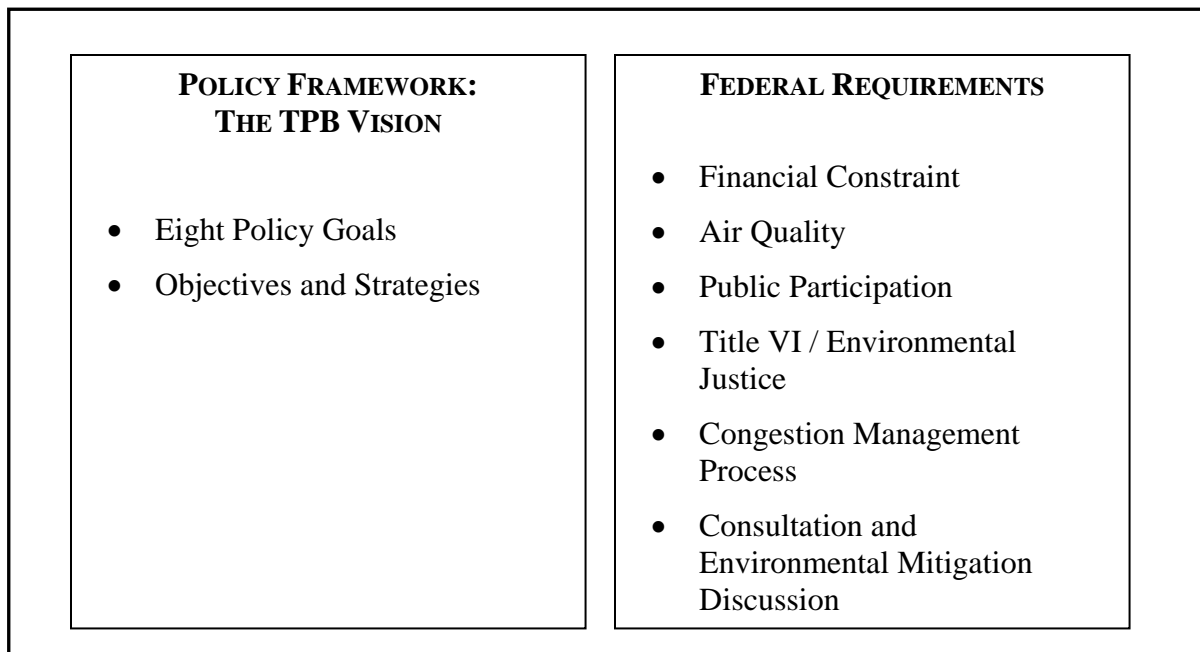 POLICY FRAMEWORK:
THE TPB VISION
• Eight Policy Goals
• Objectives and Strategies
FEDERAL REQUIREMENTS
• Financial Constraint
• Air Quality
• Public Participation
• Title VI / Environmental
Justice
• Congestion Management
Process
• Consultation and
Environmental Mitigation
Discussion